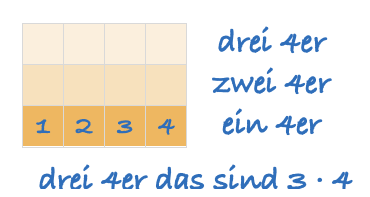 drei 4er
zwei 4er
1 2 3 4 ein 4er
drei 4er das sind 3 · 4